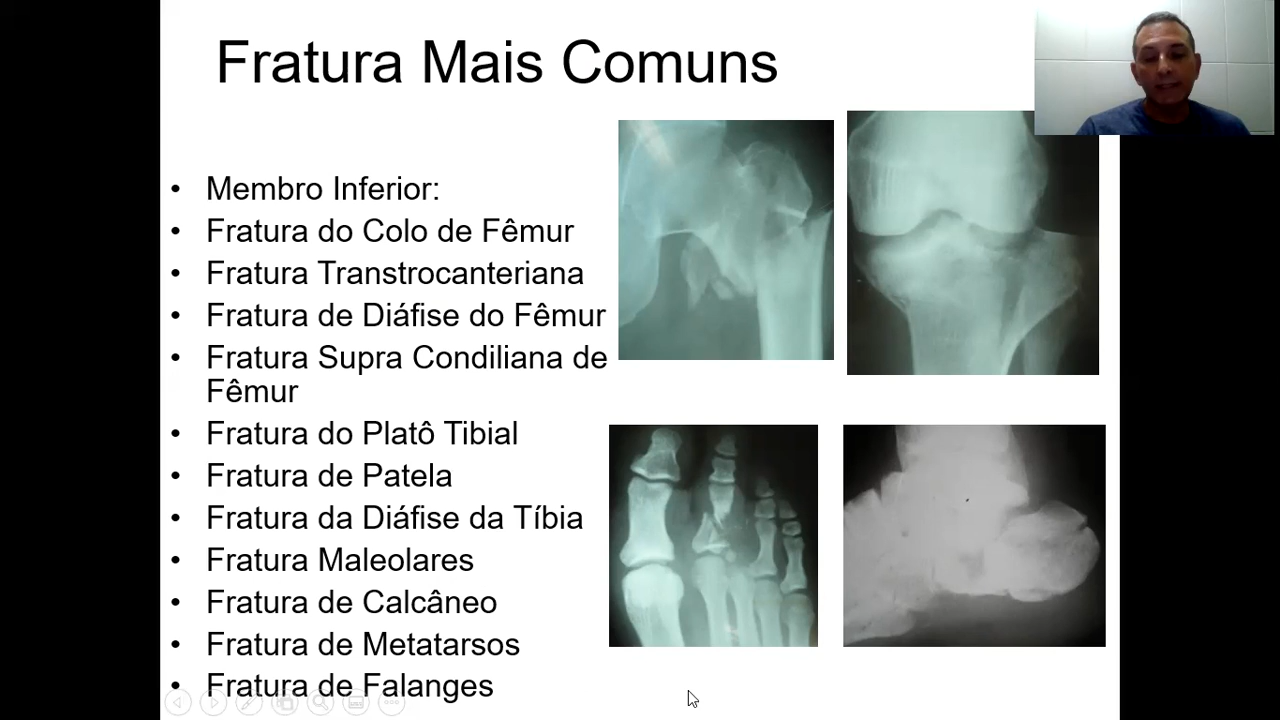 Fratura Mais Comuns
• Membro Inferior:
• Fratura do Colo de Fêmur
• Fratura Transtrocanteriana
• Fratura de Diáfise do Fêmur
• Fratura Supra Condiliana de
Fêmur
• Fratura do Platô Tibial
• Fratura de Patela
• Fratura da Diáfise da Tíbia
• Fratura Maleolares
• Fratura de Calcâneo
• Fratura de Metatarsos
• Fratura de Falanges